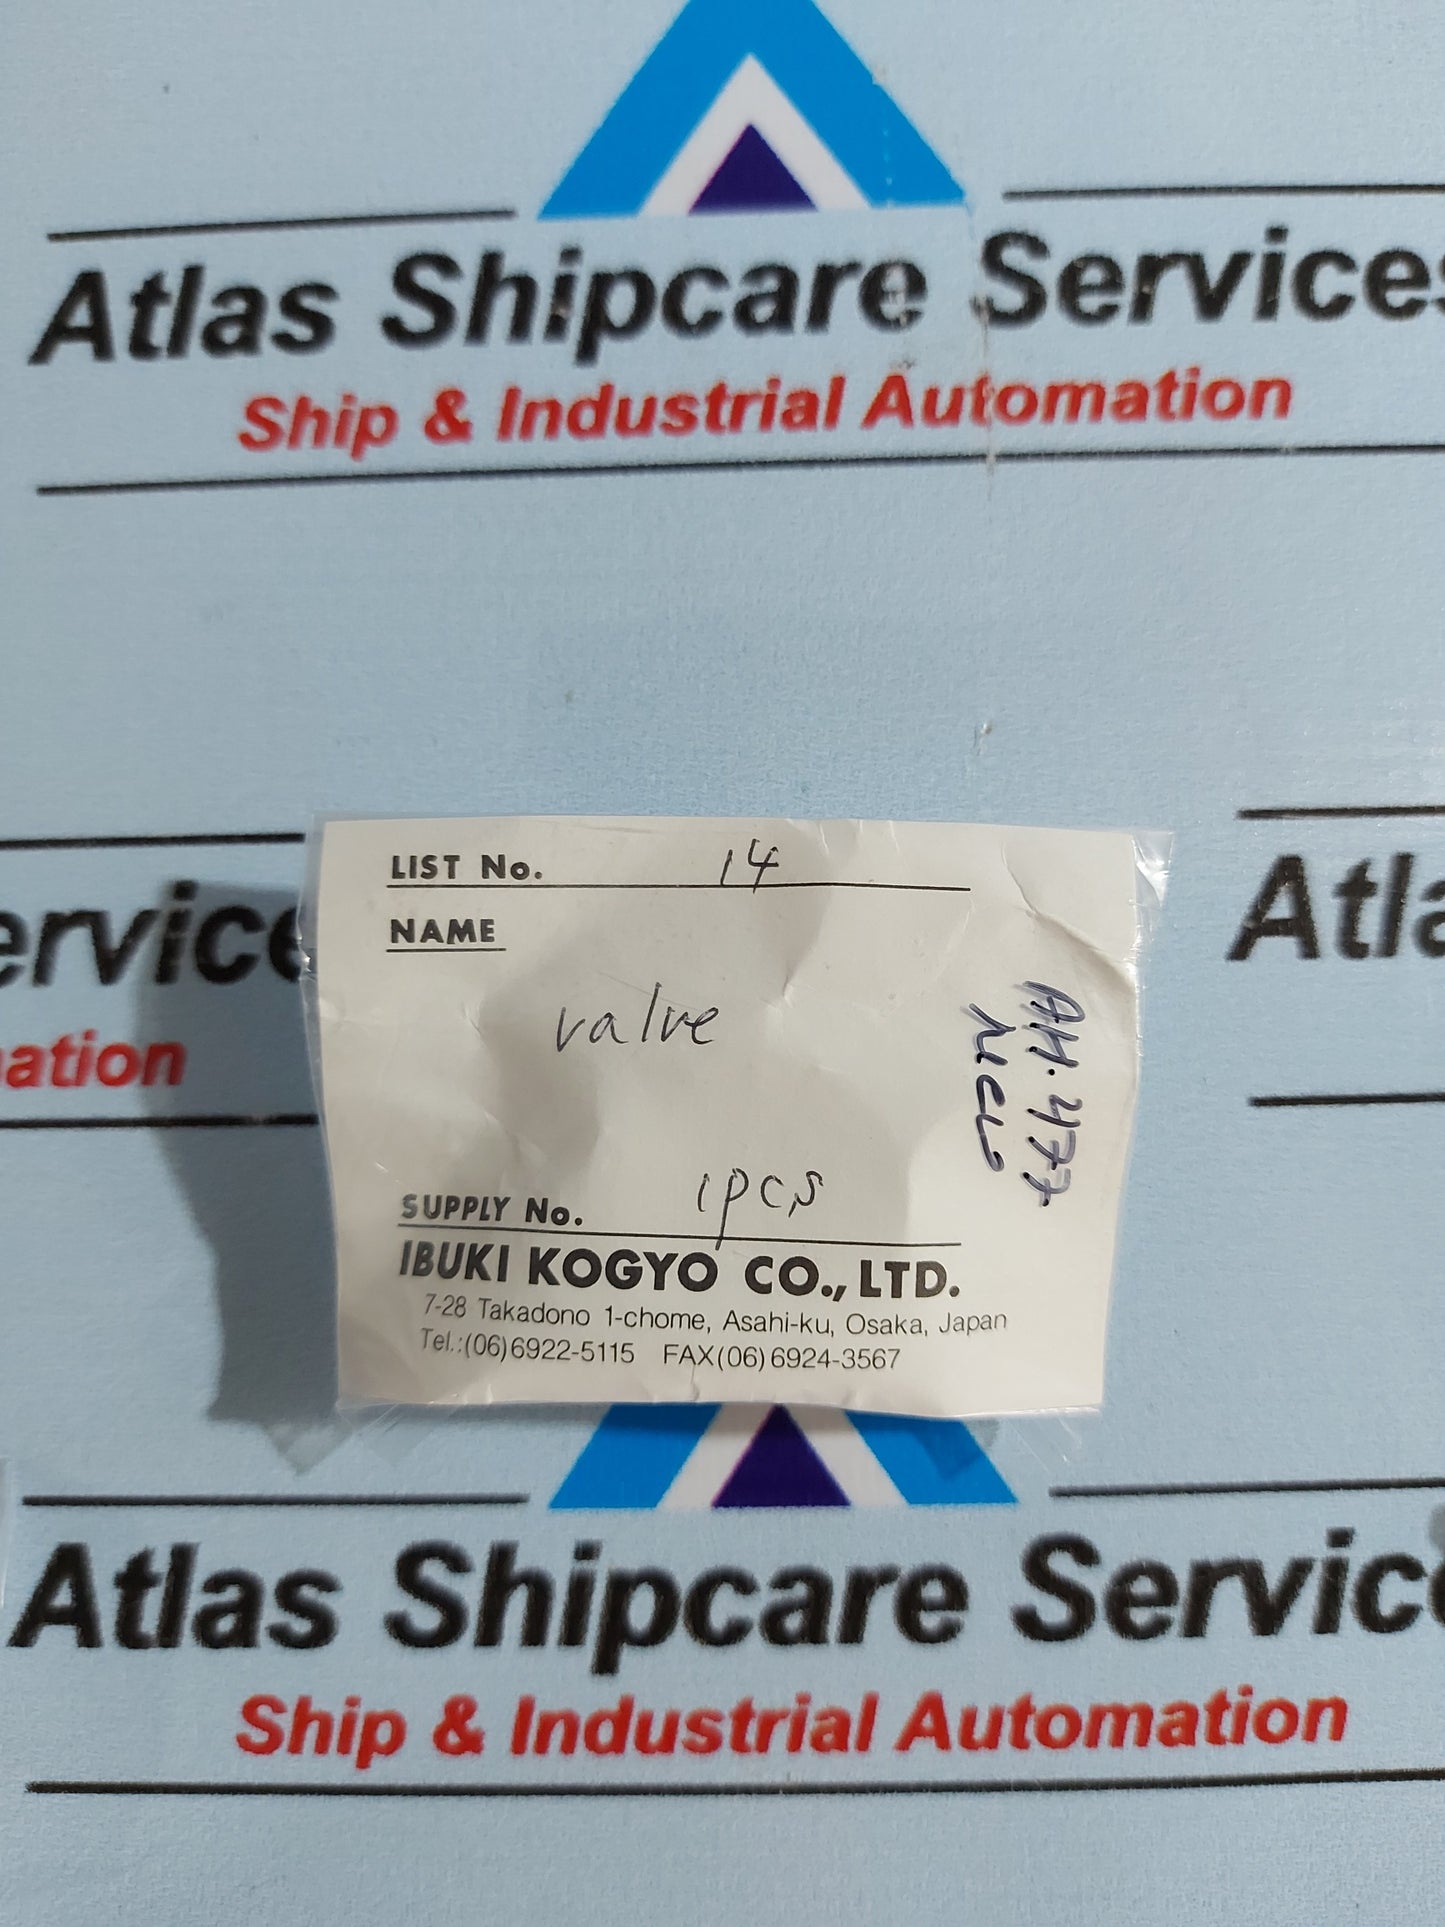 Atlas Shipcare Services
Ship & Industrial Automation
LIST No. 14
NAME
valve
AH.477
SUPPLY No. 1pcs
IBUKI KOGYO CO., LTD.
7-28 Takadono 1-chome, Asahi-ku, Osaka, Japan
Tel.:(06)6922-5115 FAX(06)6924-3567
ervice
ation
Atla
Atlas Shipcare Servic
Ship & Industrial Automation